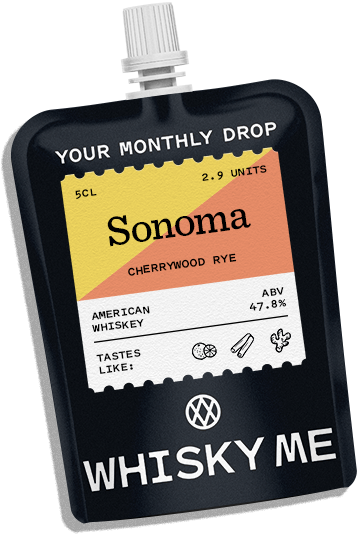 YOUR MONTHLY DROP
5CL 2.9 UNITS
Sonoma
CHERRYWOOD RYE
AMERICAN WHISKEY
ABV 47.8%
TASTES LIKE:
WHISKY ME